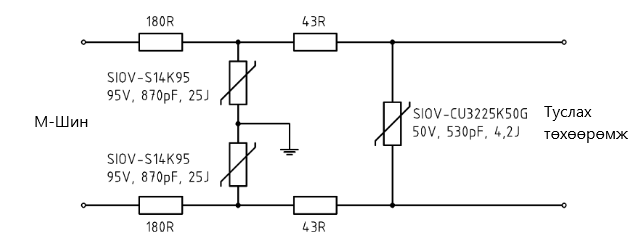 180R
43R
SIOV-S14K95
95V, 870pF, 25J
М-Шин
SIOV-CU3225K50G
50V, 530pF, 4,2J
Туслах
төхөөрөмж
SIOV-S14K95
95V, 870pF, 25J
180R
43R